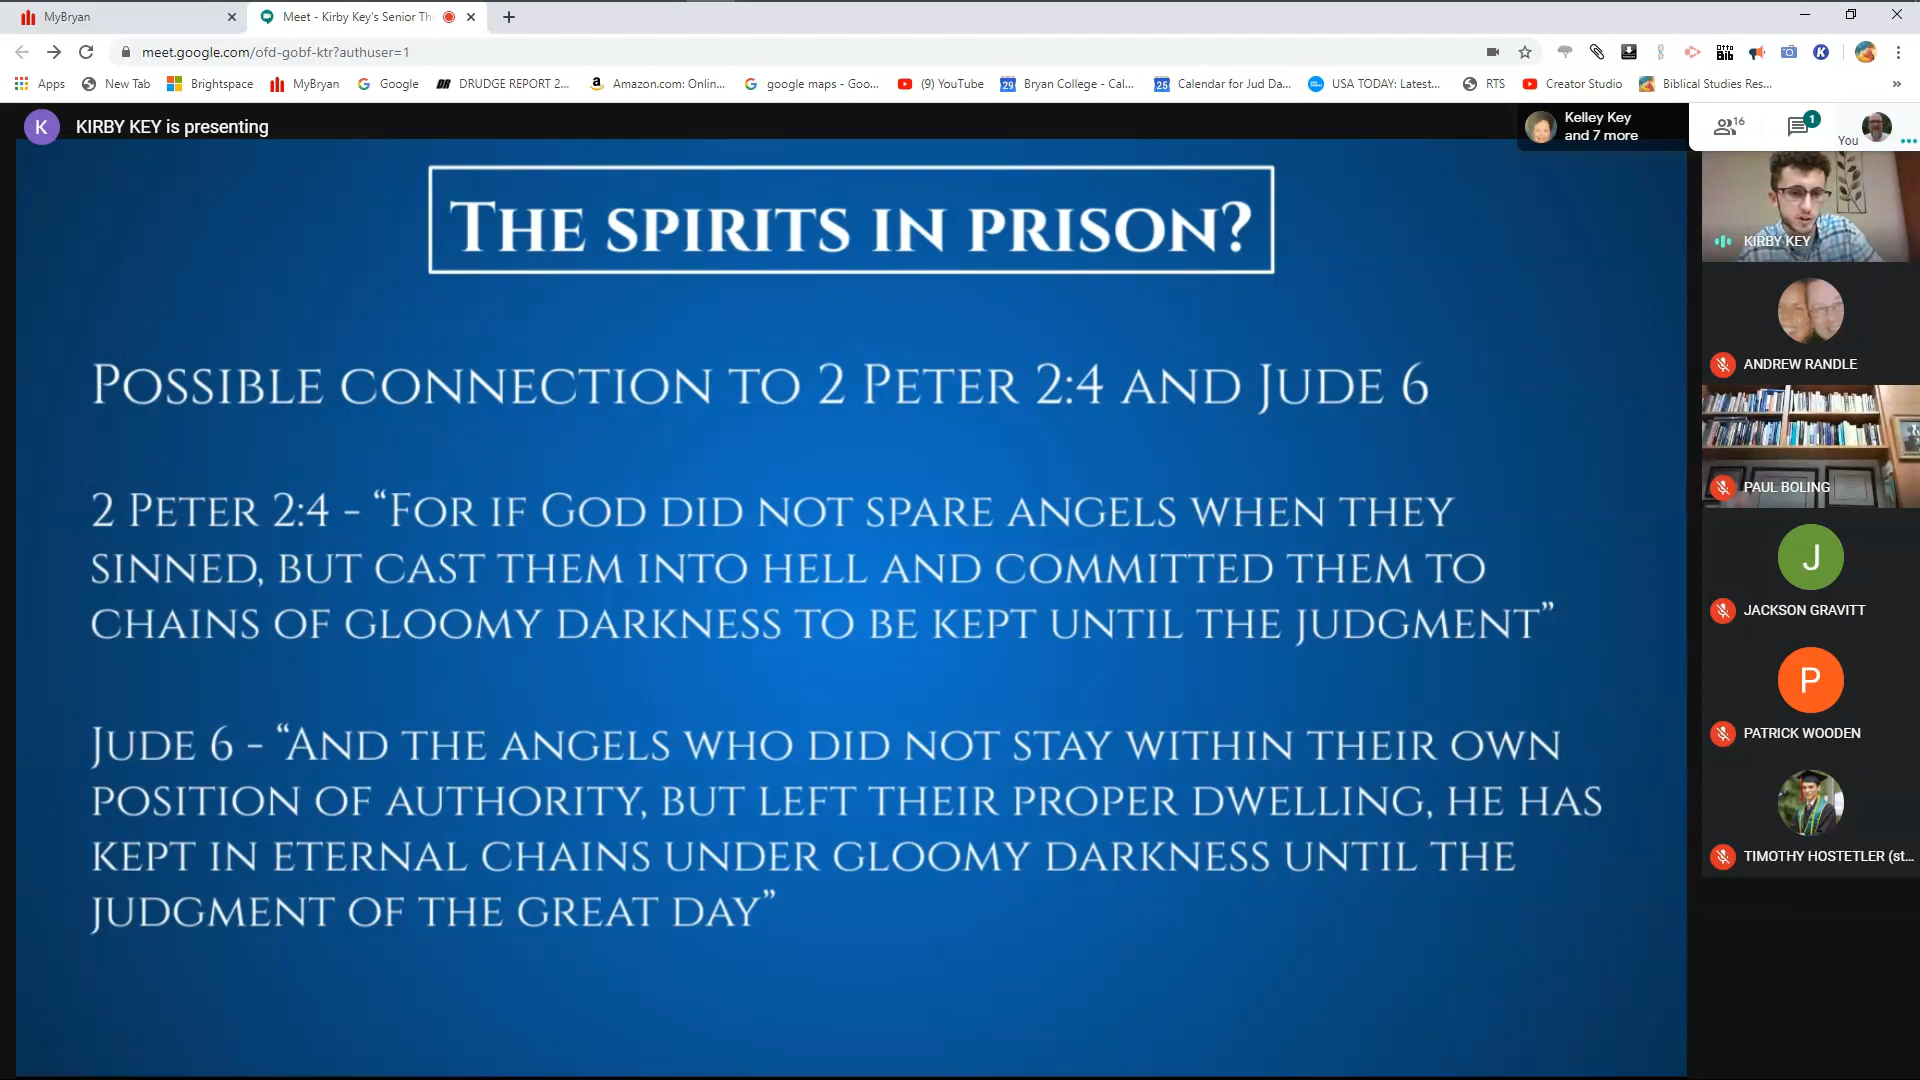 MyBryan
Meet - Kirby Key's Senior Th
meet.google.com/ofd-gobf-ktr?authuser=1
Apps
New Tab
Brightspace
MyBryan
Google
DRUDGE REPORT 2...
Amazon.com: Onlin...
google maps - Goo...
(9) YouTube
Bryan College - Cal...
Calendar for Jud Da...
USA TODAY: Latest...
RTS
Creator Studio
Biblical Studies Res...
K
KIRBY KEY is presenting
Kelley Key
and 7 more
16
1
You
THE SPIRITS IN PRISON?
POSSIBLE CONNECTION TO 2 PETER 2:4 AND JUDE 6
2 PETER 2:4 - “FOR IF GOD DID NOT SPARE ANGELS WHEN THEY
SINNED, BUT CAST THEM INTO HELL AND COMMITTED THEM TO
CHAINS OF GLOOMY DARKNESS TO BE KEPT UNTIL THE JUDGMENT”
JUDE 6 - “AND THE ANGELS WHO DID NOT STAY WITHIN THEIR OWN
POSITION OF AUTHORITY, BUT LEFT THEIR PROPER DWELLING, HE HAS
KEPT IN ETERNAL CHAINS UNDER GLOOMY DARKNESS UNTIL THE
JUDGMENT OF THE GREAT DAY”
KIRBY KEY
ANDREW RANDLE
PAUL BOLING
J
JACKSON GRAVITT
P
PATRICK WOODEN
TIMOTHY HOSTETLER (st...